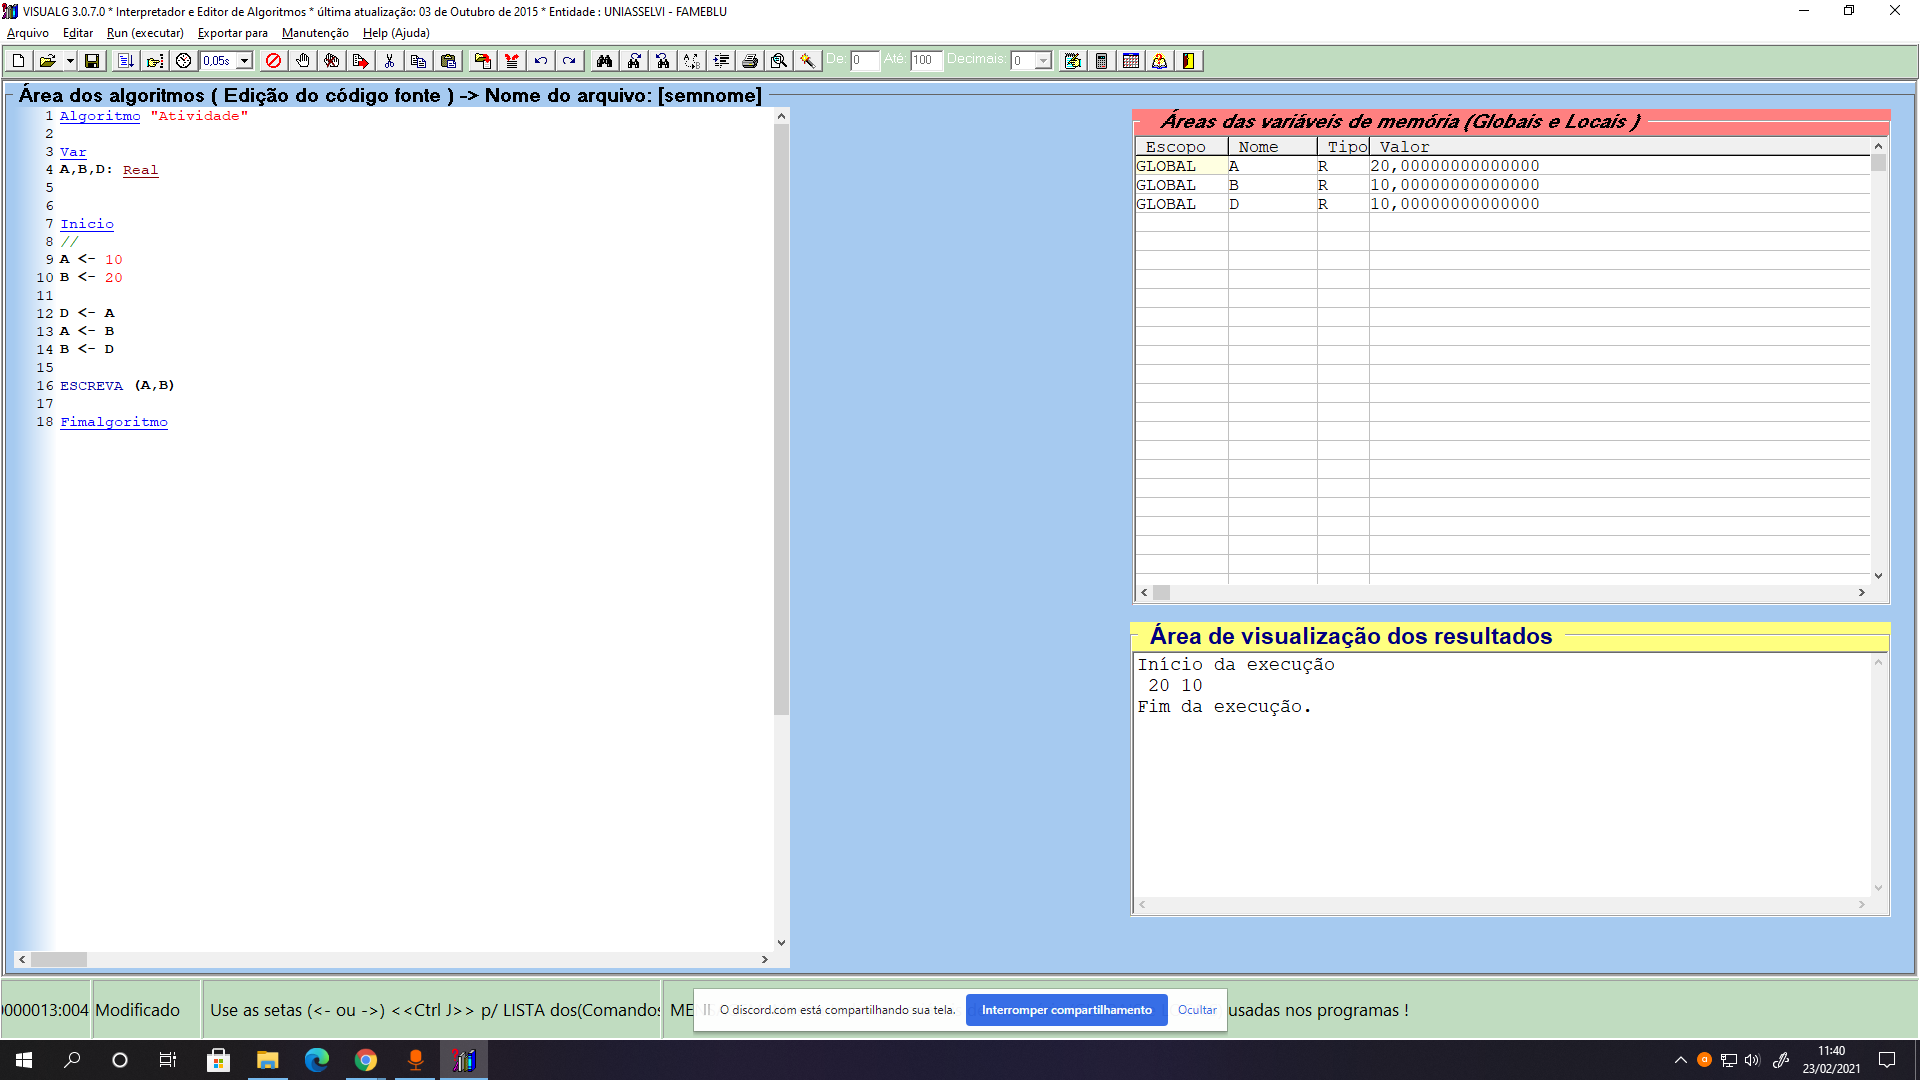 VISUALG 3.0.7.0 * Interpretador e Editor de Algoritmos * última atualização: 03 de Outubro de 2015 * Entidade : UNIASSELVI - FAMEBLU
Arquivo Editar Run (executar) Exportar para Manutenção Help (Ajuda)
0,05s De: 0 Até: 100 Decimais: 0
Área dos algoritmos ( Edição do código fonte ) -> Nome do arquivo: [semnome]
1 Algoritmo "Atividade"
2
3 Var
4 A,B,D: Real
5
6
7 Inicio
8 //
9 A <- 10
10 B <- 20
11
12 D <- A
13 A <- B
14 B <- D
15
16 ESCREVA (A,B)
17
18 Fimalgoritmo
Áreas das variáveis de memória (Globais e Locais )
Escopo Nome Tipo Valor
GLOBAL A R 20,00000000000000
GLOBAL B R 10,00000000000000
GLOBAL D R 10,00000000000000
Área de visualização dos resultados
Início da execução
20 10
Fim da execução.
0000013:004 Modificado Use as setas (<- ou ->) <<Ctrl J>> p/ LISTA dos(Comandos ME usadas nos programas !
O discord.com está compartilhando sua tela. Interromper compartilhamento Ocultar
11:40
23/02/2021